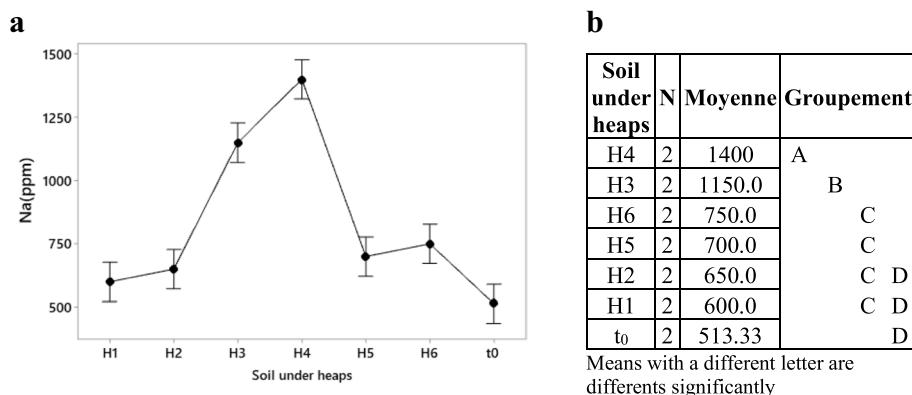 a
1500
1250
1000
750
500
Na(ppm)
H1 H2 H3 H4 H5 H6 t0
Soil under heaps
b
Soil under heaps N Moyenne Groupement
H4 2 1400 A
H3 2 1150.0 B
H6 2 750.0 C
H5 2 700.0 C
H2 2 650.0 C D
H1 2 600.0 C D
t0 2 513.33 D
Means with a different letter are
differents significantly